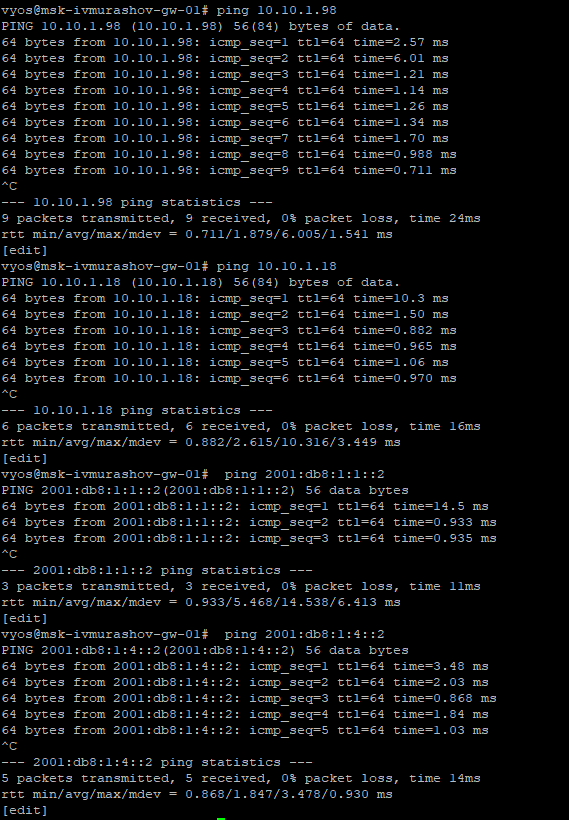 vyos@msk-ivmurashov-gw-01# ping 10.10.1.98
PING 10.10.1.98 (10.10.1.98) 56(84) bytes of data.
64 bytes from 10.10.1.98: icmp_seq=1 ttl=64 time=2.57 ms
64 bytes from 10.10.1.98: icmp_seq=2 ttl=64 time=6.01 ms
64 bytes from 10.10.1.98: icmp_seq=3 ttl=64 time=1.21 ms
64 bytes from 10.10.1.98: icmp_seq=4 ttl=64 time=1.14 ms
64 bytes from 10.10.1.98: icmp_seq=5 ttl=64 time=1.26 ms
64 bytes from 10.10.1.98: icmp_seq=6 ttl=64 time=1.34 ms
64 bytes from 10.10.1.98: icmp_seq=7 ttl=64 time=1.70 ms
64 bytes from 10.10.1.98: icmp_seq=8 ttl=64 time=0.988 ms
64 bytes from 10.10.1.98: icmp_seq=9 ttl=64 time=0.711 ms
^C
--- 10.10.1.98 ping statistics ---
9 packets transmitted, 9 received, 0% packet loss, time 24ms
rtt min/avg/max/mdev = 0.711/1.879/6.005/1.541 ms
[edit]
vyos@msk-ivmurashov-gw-01# ping 10.10.1.18
PING 10.10.1.18 (10.10.1.18) 56(84) bytes of data.
64 bytes from 10.10.1.18: icmp_seq=1 ttl=64 time=10.3 ms
64 bytes from 10.10.1.18: icmp_seq=2 ttl=64 time=1.50 ms
64 bytes from 10.10.1.18: icmp_seq=3 ttl=64 time=0.882 ms
64 bytes from 10.10.1.18: icmp_seq=4 ttl=64 time=0.965 ms
64 bytes from 10.10.1.18: icmp_seq=5 ttl=64 time=1.06 ms
64 bytes from 10.10.1.18: icmp_seq=6 ttl=64 time=0.970 ms
^C
--- 10.10.1.18 ping statistics ---
6 packets transmitted, 6 received, 0% packet loss, time 16ms
rtt min/avg/max/mdev = 0.882/2.615/10.316/3.449 ms
[edit]
vyos@msk-ivmurashov-gw-01#  ping 2001:db8:1:1::2
PING 2001:db8:1:1::2(2001:db8:1:1::2) 56 data bytes
64 bytes from 2001:db8:1:1::2: icmp_seq=1 ttl=64 time=14.5 ms
64 bytes from 2001:db8:1:1::2: icmp_seq=2 ttl=64 time=0.933 ms
64 bytes from 2001:db8:1:1::2: icmp_seq=3 ttl=64 time=0.935 ms
^C
--- 2001:db8:1:1::2 ping statistics ---
3 packets transmitted, 3 received, 0% packet loss, time 11ms
rtt min/avg/max/mdev = 0.933/5.468/14.538/6.413 ms
[edit]
vyos@msk-ivmurashov-gw-01#  ping 2001:db8:1:4::2
PING 2001:db8:1:4::2(2001:db8:1:4::2) 56 data bytes
64 bytes from 2001:db8:1:4::2: icmp_seq=1 ttl=64 time=3.48 ms
64 bytes from 2001:db8:1:4::2: icmp_seq=2 ttl=64 time=2.03 ms
64 bytes from 2001:db8:1:4::2: icmp_seq=3 ttl=64 time=0.868 ms
64 bytes from 2001:db8:1:4::2: icmp_seq=4 ttl=64 time=1.84 ms
64 bytes from 2001:db8:1:4::2: icmp_seq=5 ttl=64 time=1.03 ms
^C
--- 2001:db8:1:4::2 ping statistics ---
5 packets transmitted, 5 received, 0% packet loss, time 14ms
rtt min/avg/max/mdev = 0.868/1.847/3.478/0.930 ms
[edit]